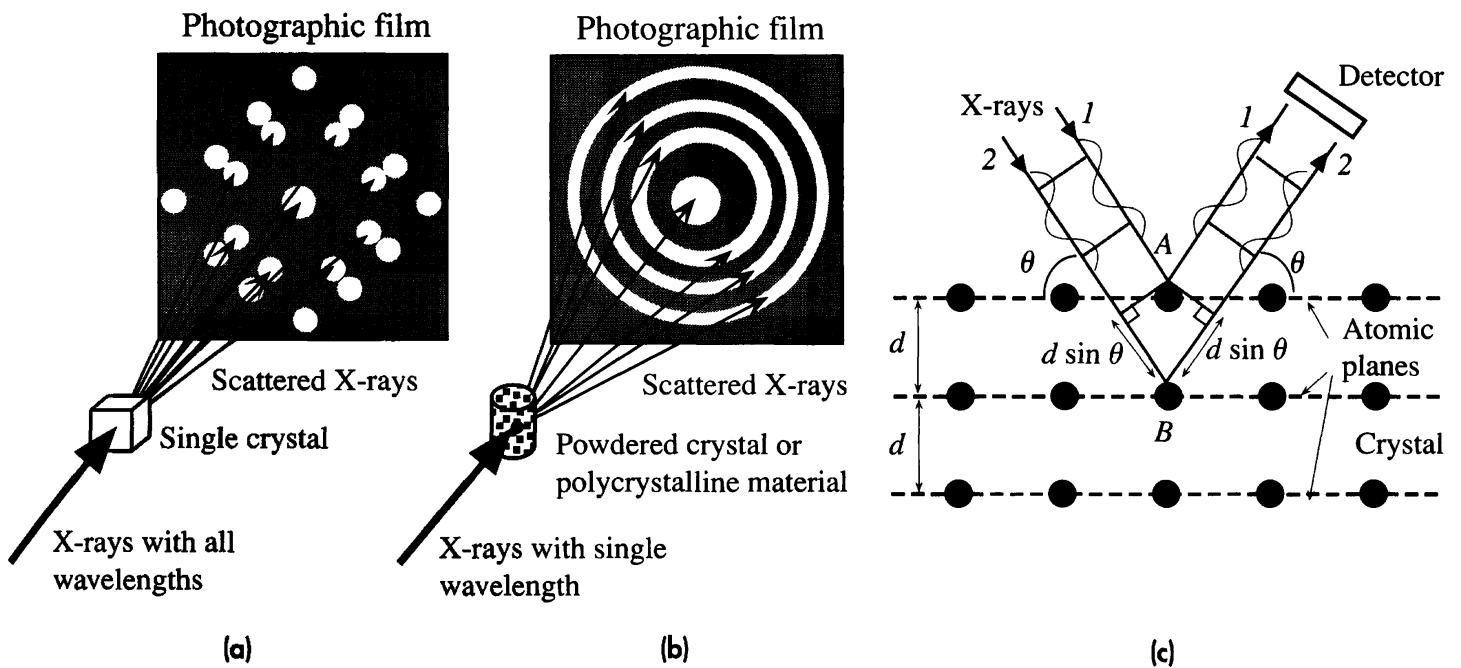 Photographic film
Scattered X-rays
Single crystal
X-rays with all
wavelengths
(a)
Photographic film
Scattered X-rays
Powdered crystal or
polycrystalline material
X-rays with single
wavelength
(b)
Detector
X-rays
1
2
1
2
A
θ
θ
d
d sin θ
d sin θ
Atomic
planes
B
d
Crystal
(c)